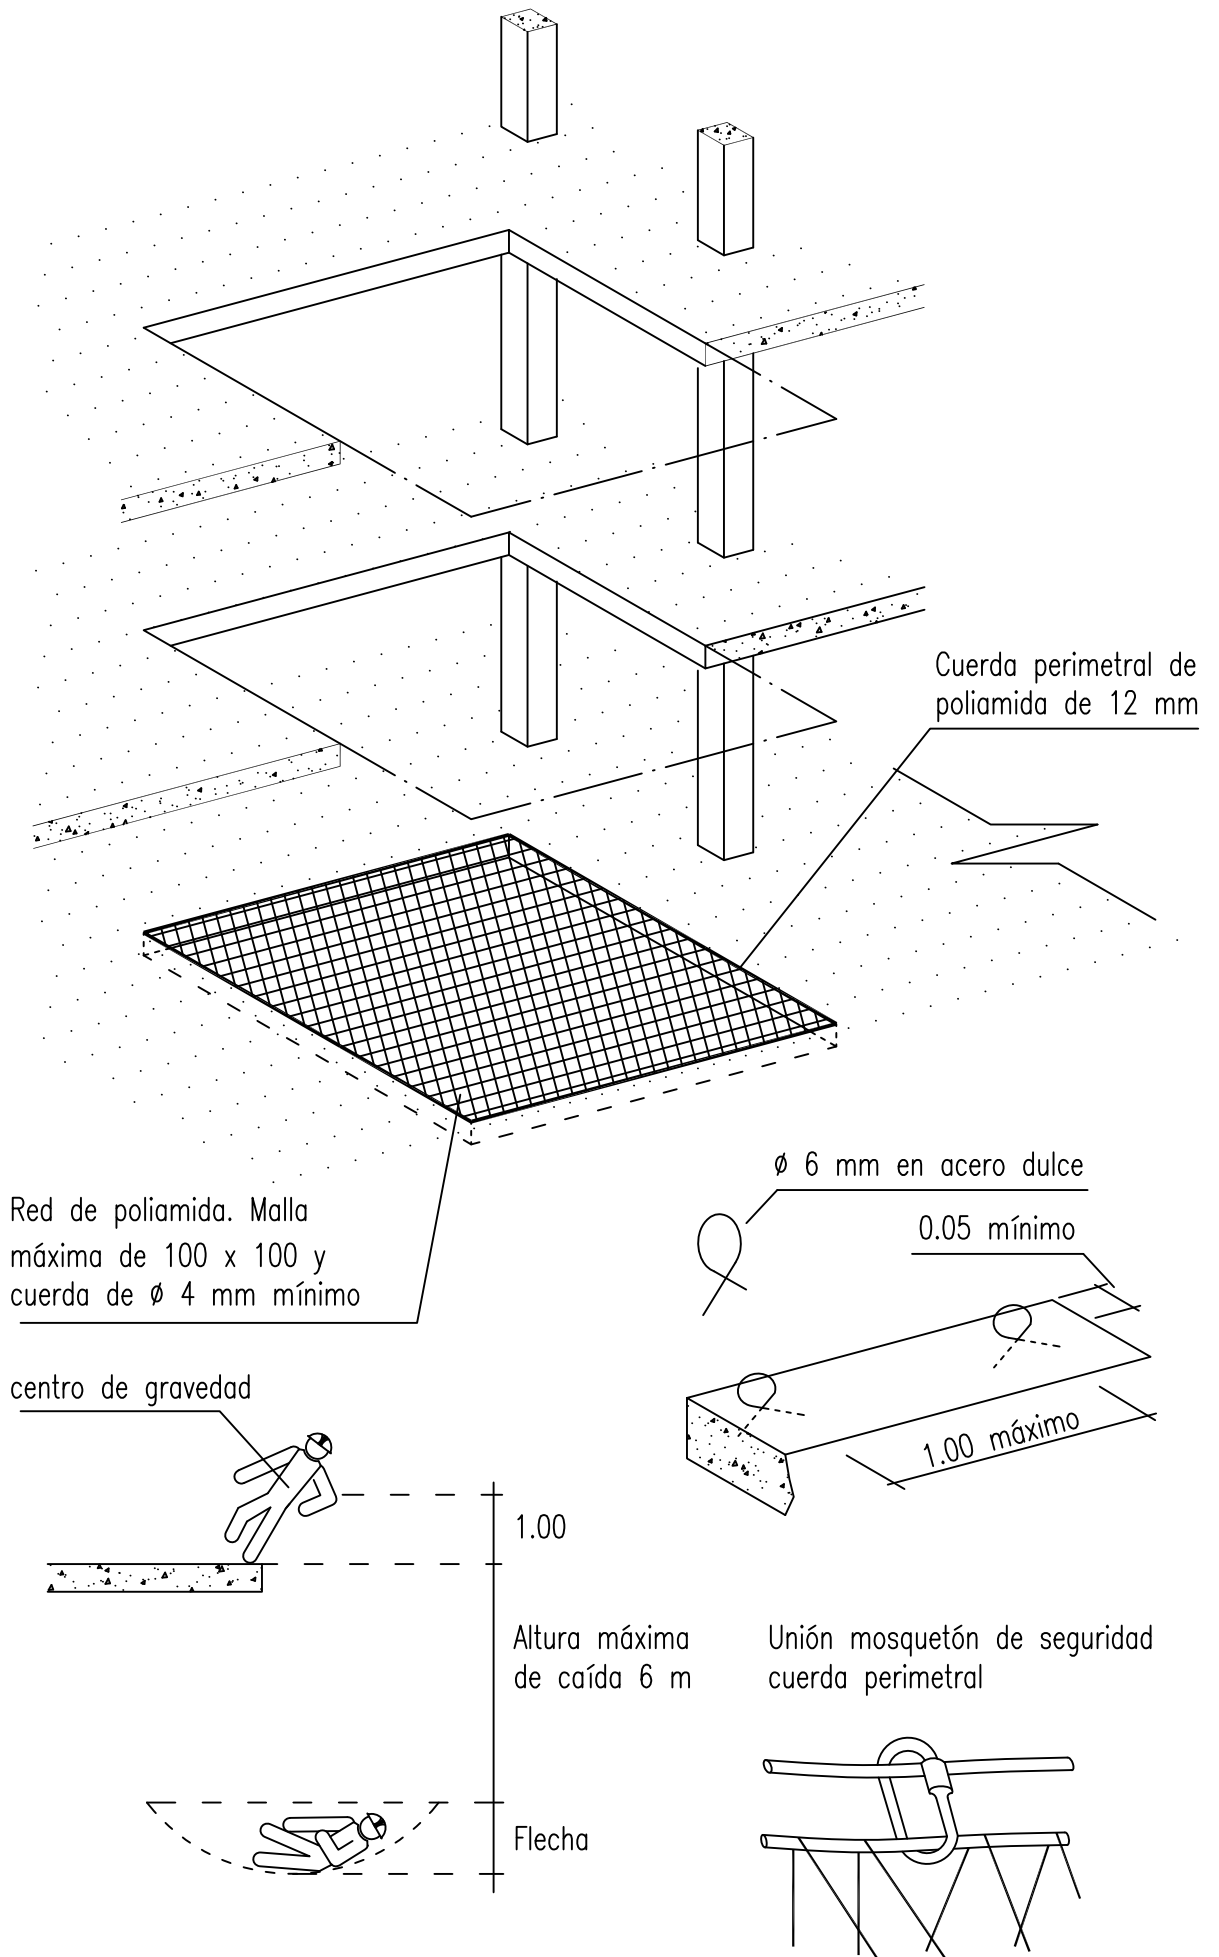 Cuerda perimetral de
poliamida de 12 mm
Red de poliamida. Malla
máxima de 100 x 100 y
cuerda de ø 4 mm mínimo
ø 6 mm en acero dulce
0.05 mínimo
1.00 máximo
centro de gravedad
1.00
Altura máxima
de caída 6 m
Flecha
Unión mosquetón de seguridad
cuerda perimetral